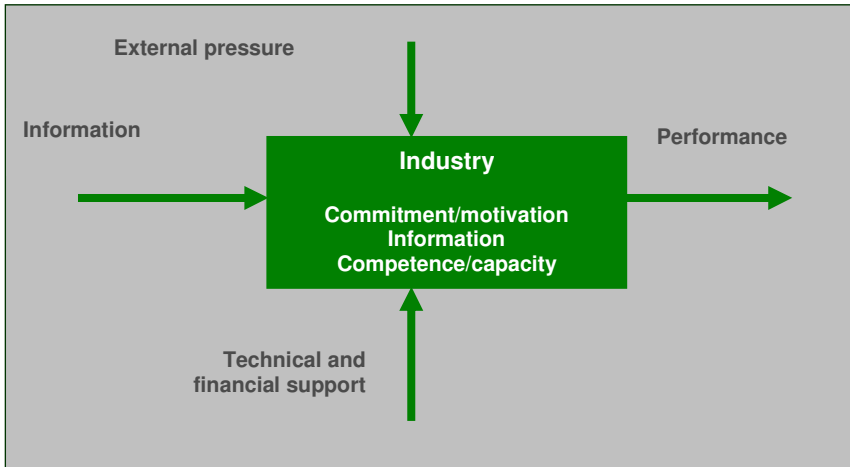 External pressure
Information
Performance
Industry
Commitment/motivation
Information
Competence/capacity
Technical and
financial support